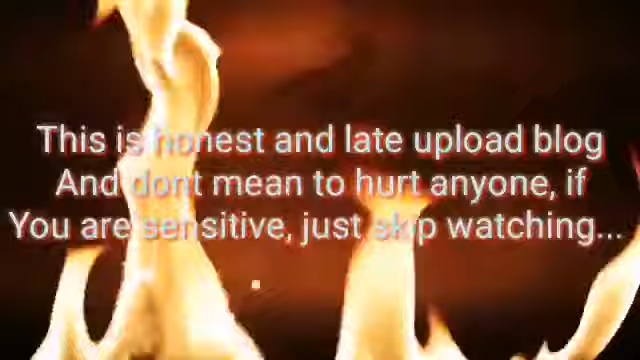 This is honest and late upload blog
And dont mean to hurt anyone, if
You are sensitive, just skip watching...